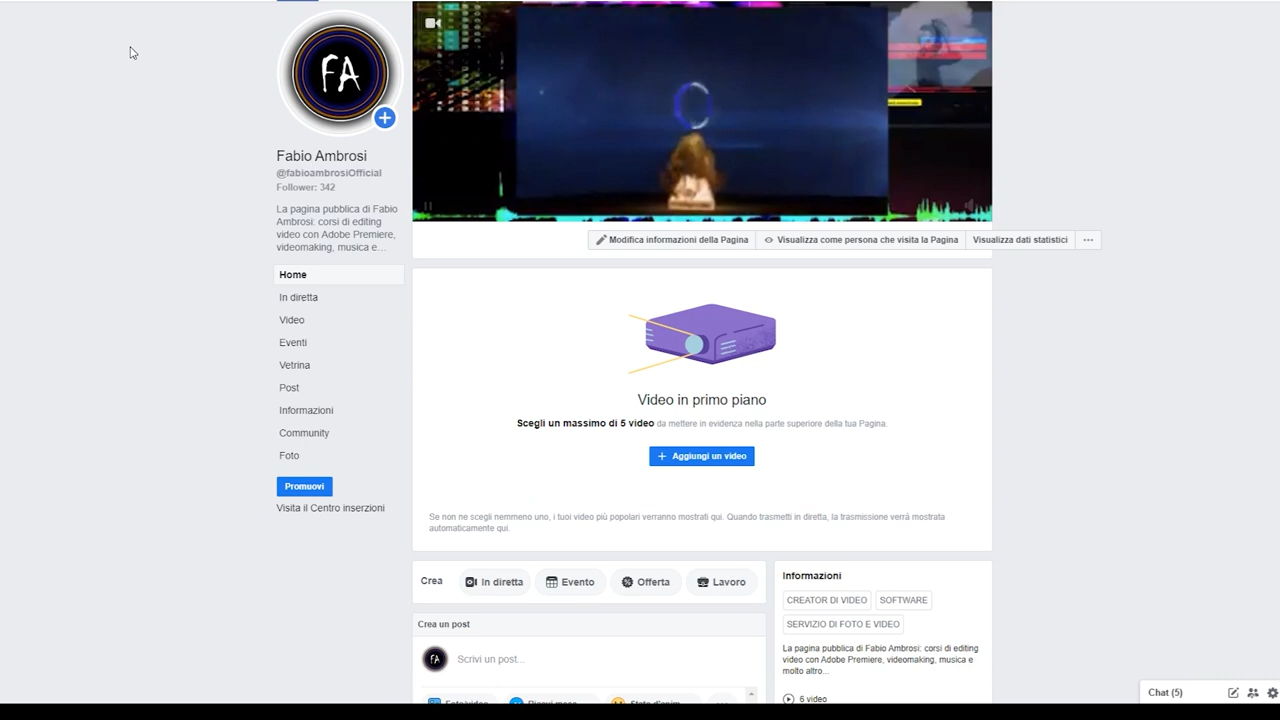 FA
Fabio Ambrosi
@fabioambrosiOfficial
Follower: 342
La pagina pubblica di Fabio
Ambrosi: corsi di editing
video con Adobe Premiere,
videomaking, musica e...
Home
In diretta
Video
Eventi
Vetrina
Post
Informazioni
Community
Foto
Promuovi
Visita il Centro inserzioni
Modifica informazioni della Pagina
Visualizza come persona che visita la Pagina
Visualizza dati statistici
Video in primo piano
Scegli un massimo di 5 video da mettere in evidenza nella parte superiore della tua Pagina.
+ Aggiungi un video
Se non ne scegli nemmeno uno, i tuoi video più popolari verranno mostrati qui. Quando trasmetti in diretta, la trasmissione verrà mostrata
automaticamente qui.
Crea
In diretta
Evento
Offerta
Lavoro
Crea un post
FA
Scrivi un post...
Foto/video
Stato d'anim...
Informazioni
CREATOR DI VIDEO
SOFTWARE
SERVIZIO DI FOTO E VIDEO
La pagina pubblica di Fabio Ambrosi: corsi di editing
video con Adobe Premiere, videomaking, musica e
molto altro...
6 video
Chat (5)